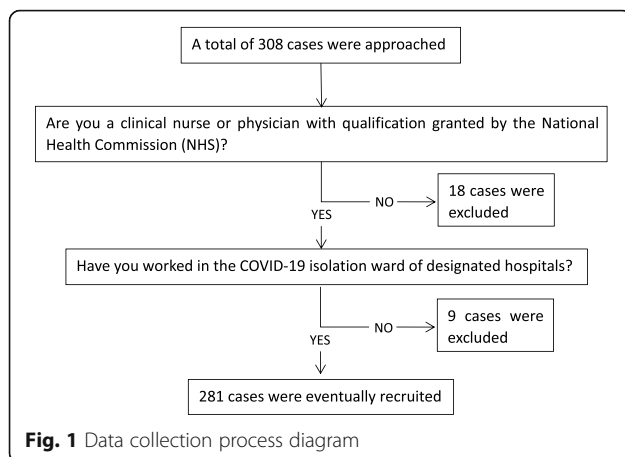 A total of 308 cases were approached
Are you a clinical nurse or physician with qualification granted by the National
Health Commission (NHS)?
NO
18 cases were
excluded
YES
Have you worked in the COVID-19 isolation ward of designated hospitals?
NO
9 cases were
excluded
YES
281 cases were eventually recruited
Fig. 1 Data collection process diagram